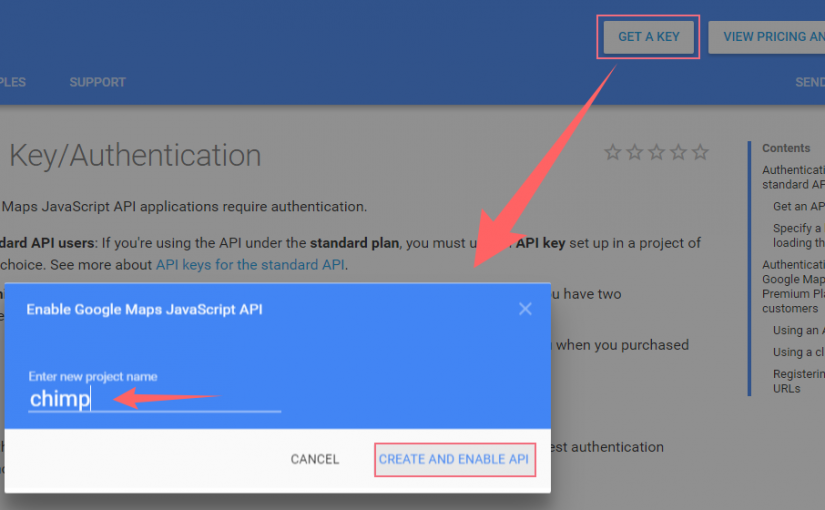 GET A KEY
VIEW PRICING AN
PLES SUPPORT SEND
Key/Authentication
Contents
Authenticati
standard AP
Get an AP
Specify a
loading th
Authenticati
Google Map
Premium Pla
customers
Using an A
Using a cl
Registerin
URLs
Maps JavaScript API applications require authentication.
dard API users: If you're using the API under the standard plan, you must u API key set up in a project of
choice. See more about API keys for the standard API.
u have two
when you purchased
est authentication
Enable Google Maps JavaScript API
Enter new project name
chimp
CANCEL
CREATE AND ENABLE API